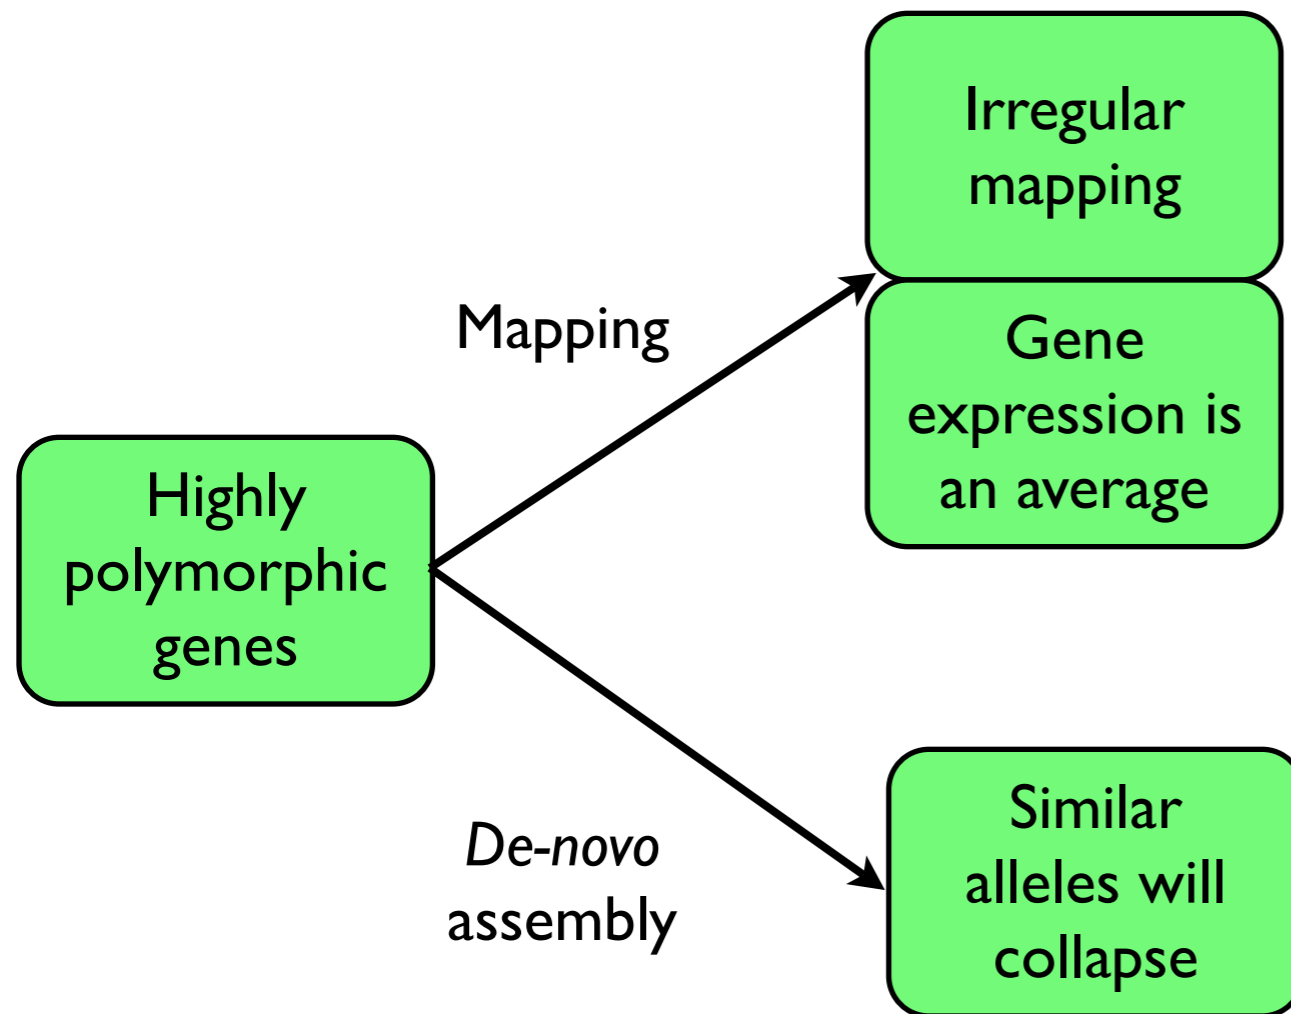 Irregular
mapping
Mapping
Gene
expression is
an average
Highly
polymorphic
genes
De-novo
assembly
Similar
alleles will
collapse